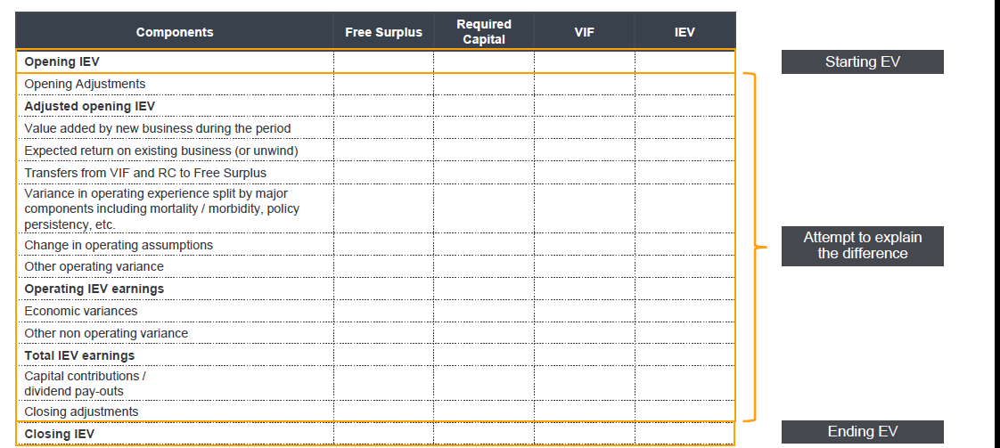 Components Free Surplus Required Capital VIF IEV
Opening IEV
Starting EV
Opening Adjustments
Adjusted opening IEV
Value added by new business during the period
Expected return on existing business (or unwind)
Transfers from VIF and RC to Free Surplus
Variance in operating experience split by major
components including mortality / morbidity, policy
persistency, etc.
Attempt to explain
the difference
Change in operating assumptions
Other operating variance
Operating IEV earnings
Economic variances
Other non operating variance
Total IEV earnings
Capital contributions /
dividend pay-outs
Closing adjustments
Closing IEV
Ending EV